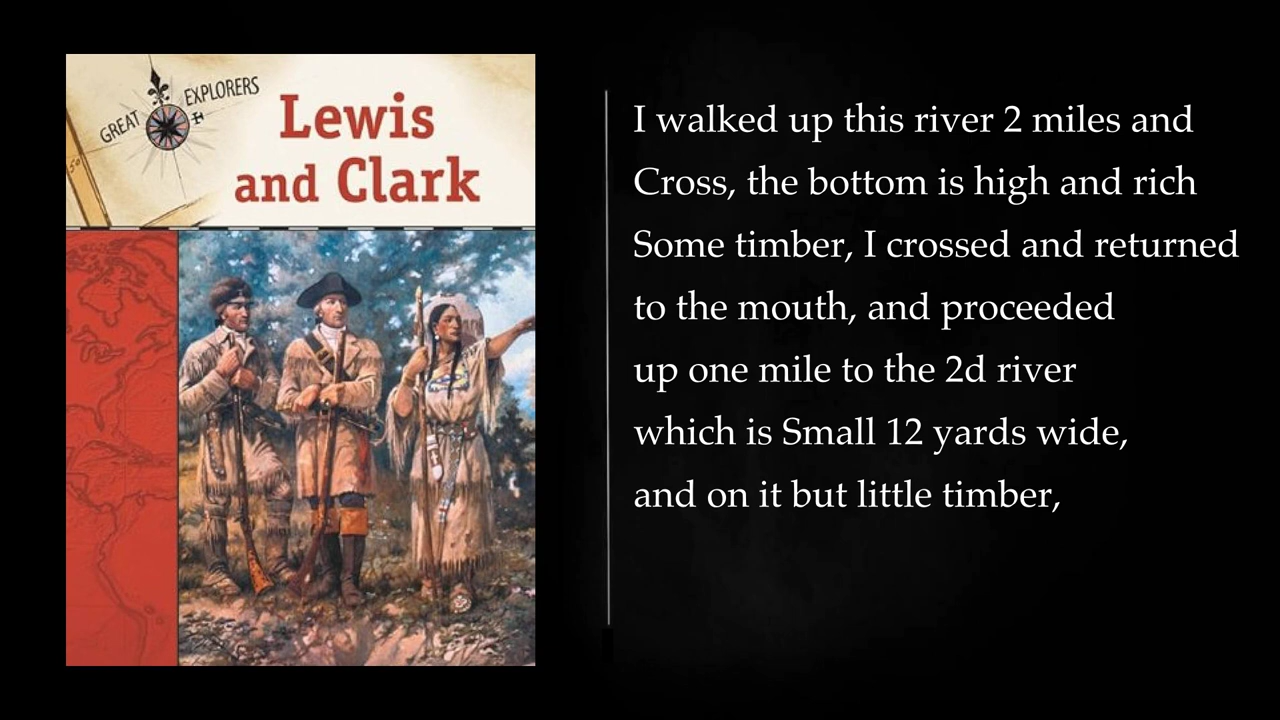 GREAT EXPLORERS
Lewis
and Clark
50
I walked up this river 2 miles and
Cross, the bottom is high and rich
Some timber, I crossed and returned
to the mouth, and proceeded
up one mile to the 2d river
which is Small 12 yards wide,
and on it but little timber,